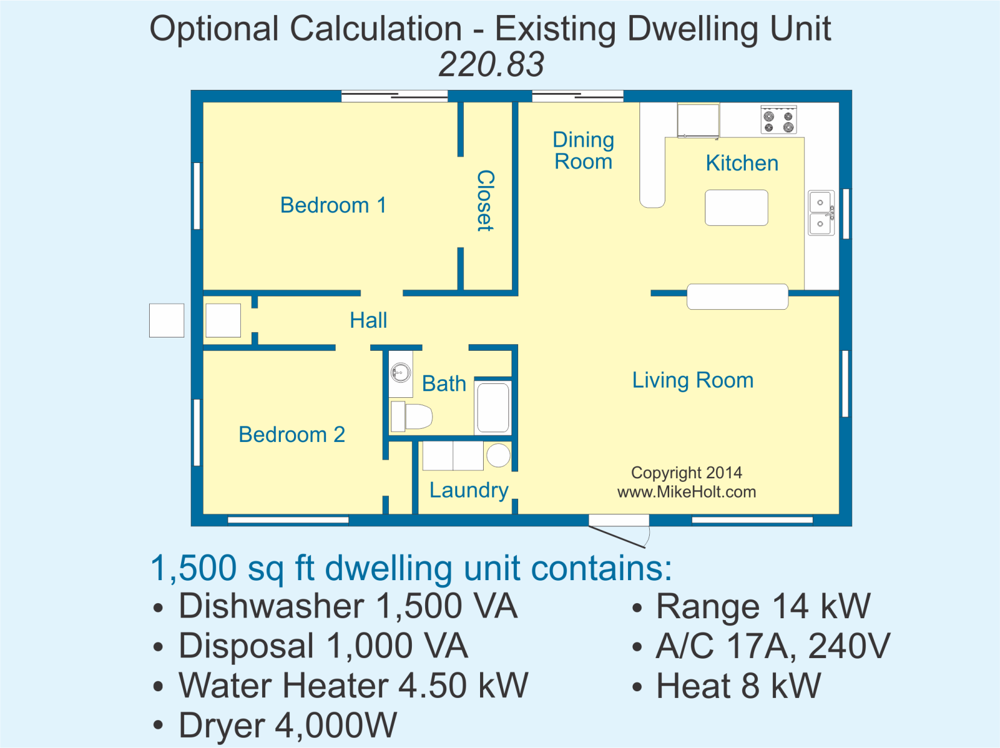 Optional Calculation - Existing Dwelling Unit
220.83
Dining
Room
Kitchen
Closet
Bedroom 1
Hall
Bath
Living Room
Bedroom 2
Laundry
Copyright 2014
www.MikeHolt.com
1,500 sq ft dwelling unit contains:
• Dishwasher 1,500 VA
• Disposal 1,000 VA
• Water Heater 4.50 kW
• Dryer 4,000W
• Range 14 kW
• A/C 17A, 240V
• Heat 8 kW